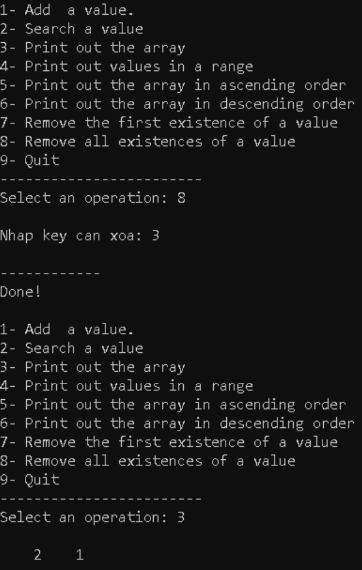 1- Add  a value.
2- Search a value
3- Print out the array
4- Print out values in a range
5- Print out the array in ascending order
6- Print out the array in descending order
7- Remove the first existence of a value
8- Remove all existences of a value
9- Quit
------------------------
Select an operation: 8
Nhap key can xoa: 3
------------
Done!
1- Add  a value.
2- Search a value
3- Print out the array
4- Print out values in a range
5- Print out the array in ascending order
6- Print out the array in descending order
7- Remove the first existence of a value
8- Remove all existences of a value
9- Quit
------------------------
Select an operation: 3
    2    1